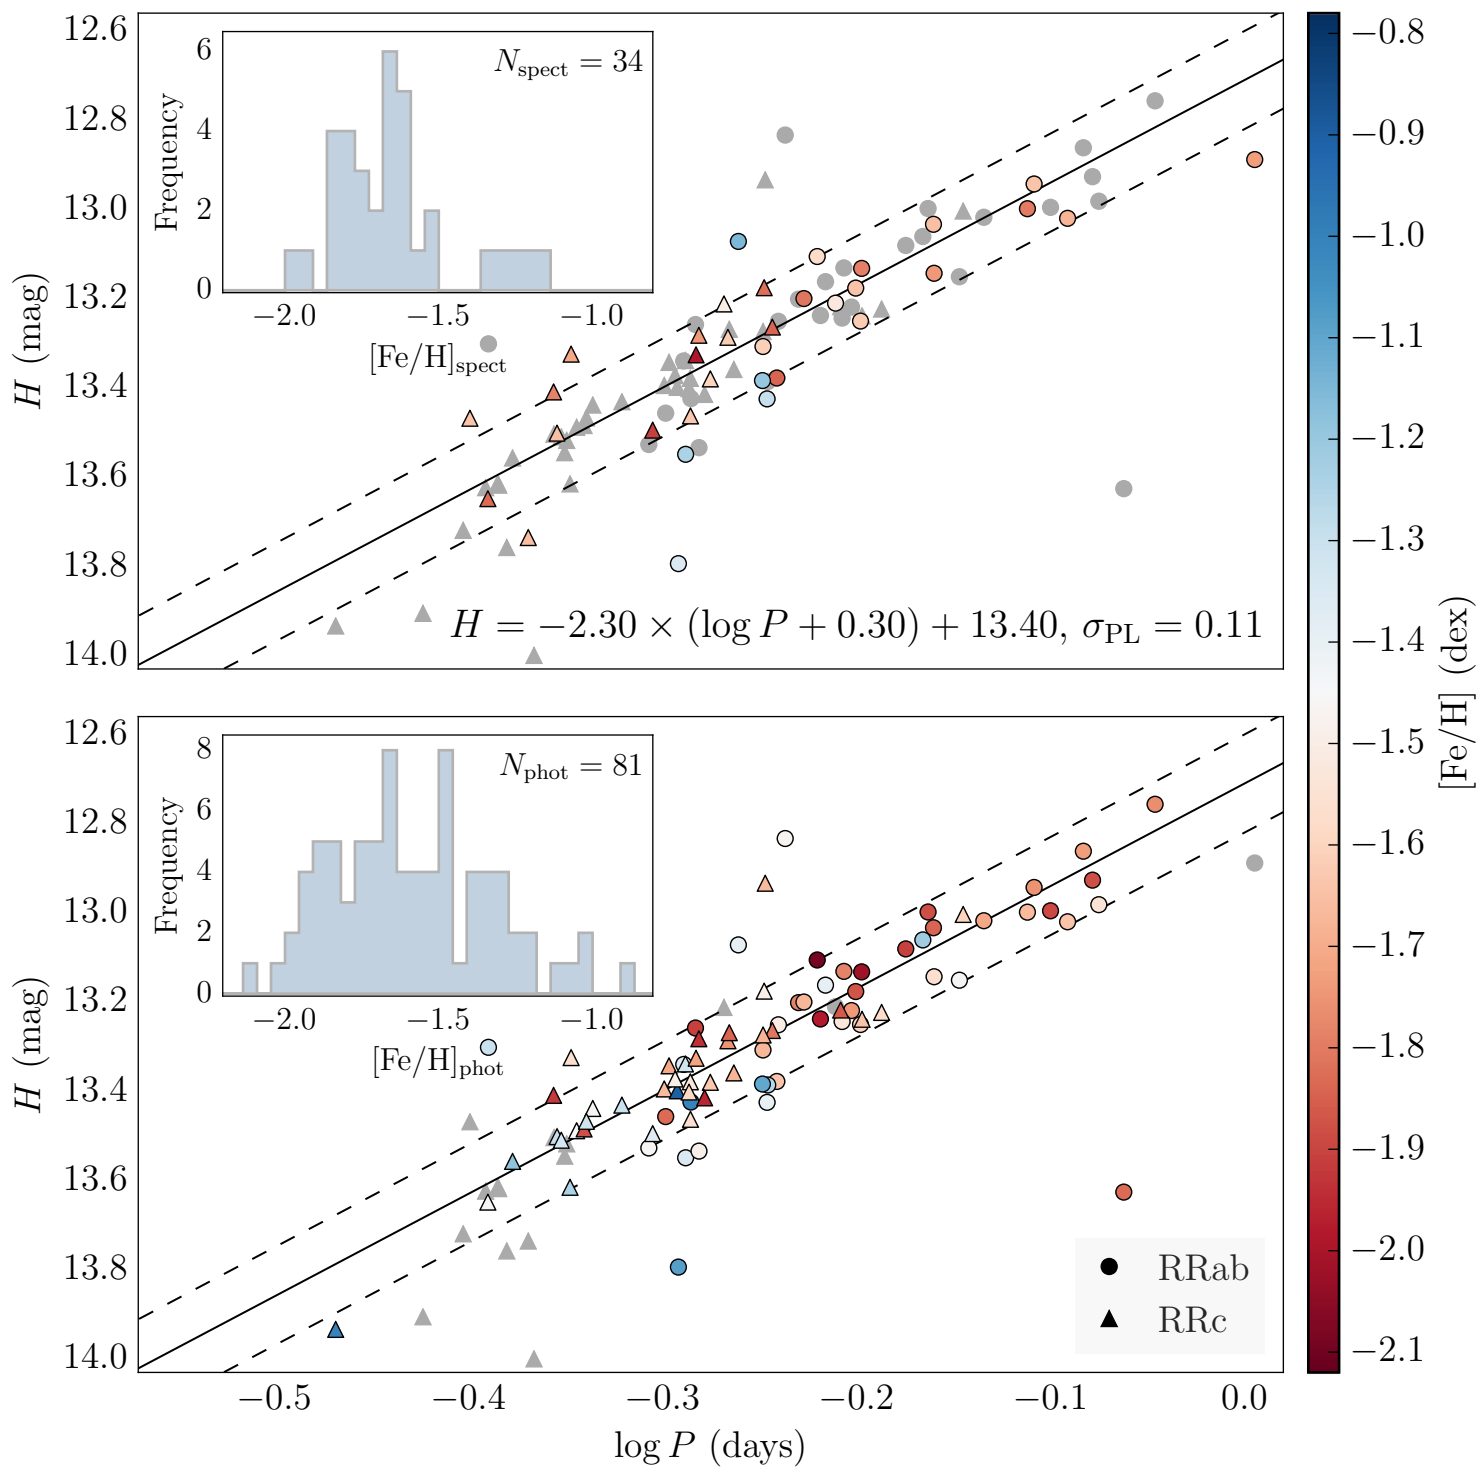 12.6
12.8
13.0
13.2
13.4
13.6
13.8
14.0
H (mag)
6
4
2
0
Frequency
N_spect = 34
−2.0 −1.5 −1.0
[Fe/H]_spect
H = −2.30 × (log P + 0.30) + 13.40, σ_PL = 0.11
12.6
12.8
13.0
13.2
13.4
13.6
13.8
14.0
H (mag)
8
6
4
2
0
Frequency
N_phot = 81
−2.0 −1.5 −1.0
[Fe/H]_phot
RRab
RRc
−0.5 −0.4 −0.3 −0.2 −0.1 0.0
log P (days)
−0.8
−0.9
−1.0
−1.1
−1.2
−1.3
−1.4
−1.5
−1.6
−1.7
−1.8
−1.9
−2.0
−2.1
[Fe/H] (dex)